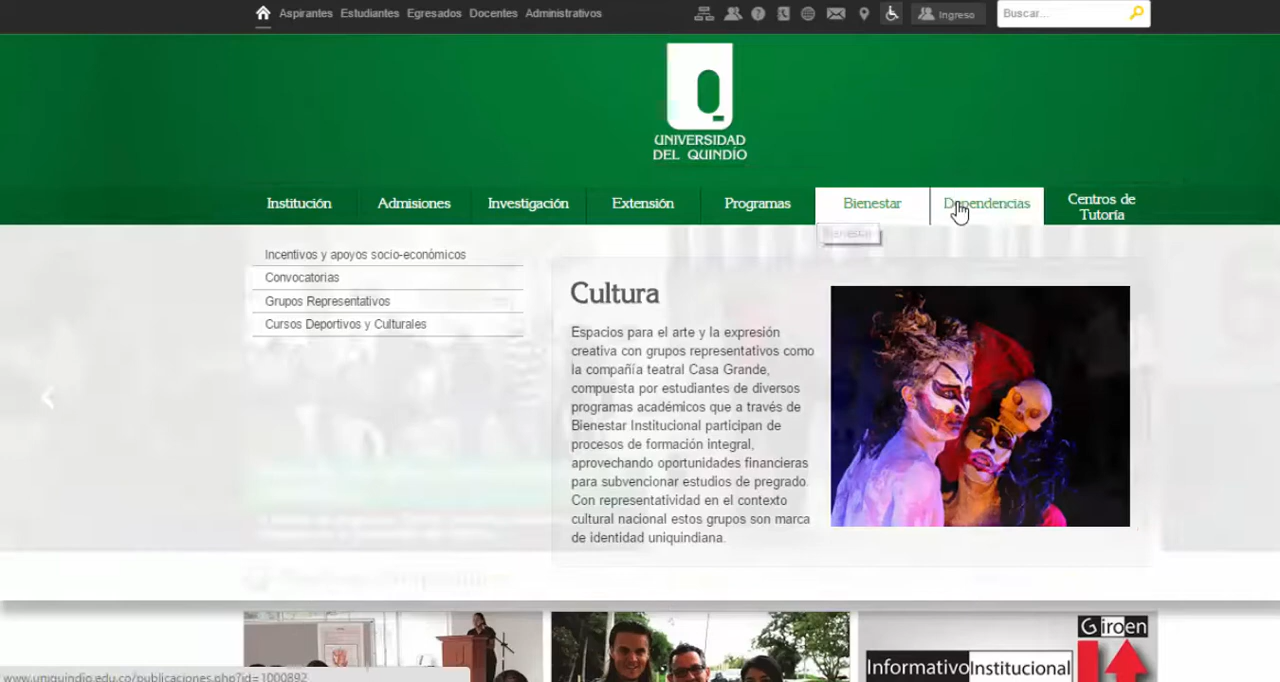 Aspirantes Estudiantes Egresados Docentes Administrativos Ingreso Buscar...
UNIVERSIDAD
DEL QUINDÍO
Institución Admisiones Investigación Extensión Programas Bienestar Dependencias Centros de
Tutoría
Bienestar
Incentivos y apoyos socio-económicos
Convocatorias
Grupos Representativos
Cursos Deportivos y Culturales
Cultura
Espacios para el arte y la expresión
creativa con grupos representativos como
la compañía teatral Casa Grande,
compuesta por estudiantes de diversos
programas académicos que a través de
Bienestar Institucional participan de
procesos de formación integral,
aprovechando oportunidades financieras
para subvencionar estudios de pregrado.
Con representatividad en el contexto
cultural nacional estos grupos son marca
de identidad uniquindiana.
Giroen
InformativoInstitucional
www.uniquindio.edu.co/publicaciones.php?id=1000892